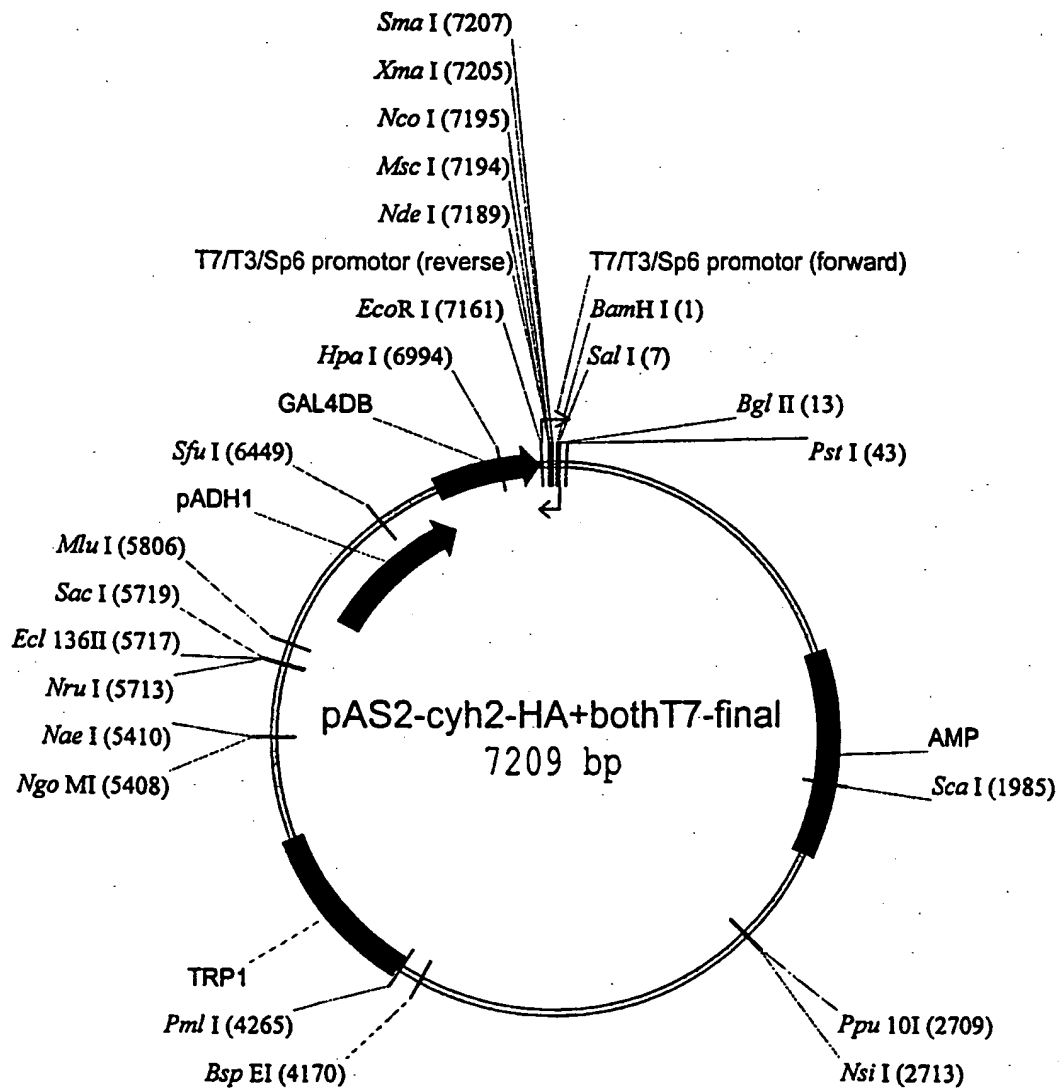 Sma I (7207)
Xma I (7205)
Nco I (7195)
Msc I (7194)
Nde I (7189)
T7/T3/Sp6 promotor (reverse)
T7/T3/Sp6 promotor (forward)
EcoR I (7161)
BamH I (1)
Hpa I (6994)
Sal I (7)
GAL4DB
Bgl II (13)
Sfu I (6449)
Pst I (43)
pADH1
Mlu I (5806)
Sac I (5719)
Ecl 136II (5717)
Nru I (5713)
Nae I (5410)
Ngo MI (5408)
pAS2-cyh2-HA+bothT7-final
7209 bp
AMP
Sca I (1985)
TRP1
Pml I (4265)
Bsp EI (4170)
Ppu 10I (2709)
Nsi I (2713)